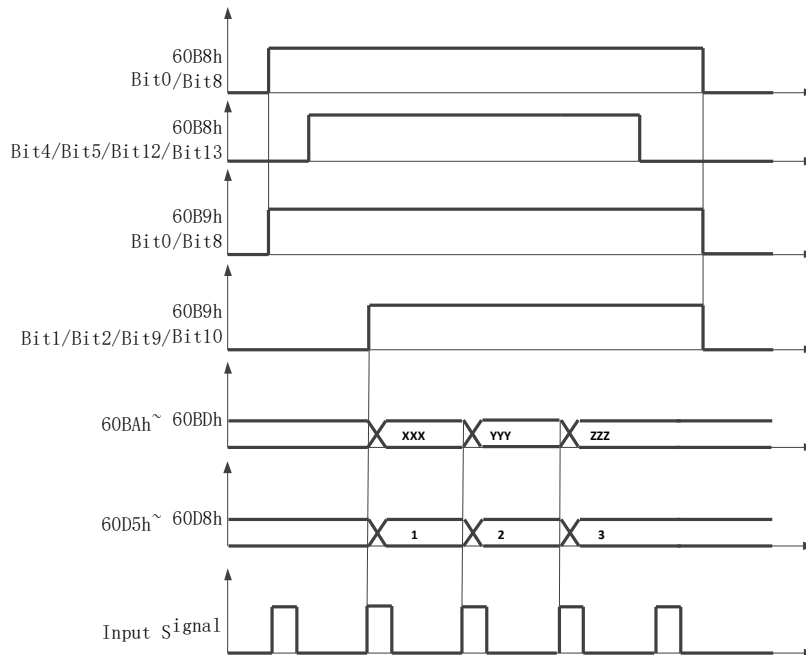 60B8h
Bit0/Bit8
60B8h
Bit4/Bit5/Bit12/Bit13
60B9h
Bit0/Bit8
60B9h
Bit1/Bit2/Bit9/Bit10
60BAh~ 60BDh
XXX YYY ZZZ
60D5h~ 60D8h
1 2 3
Input Signal